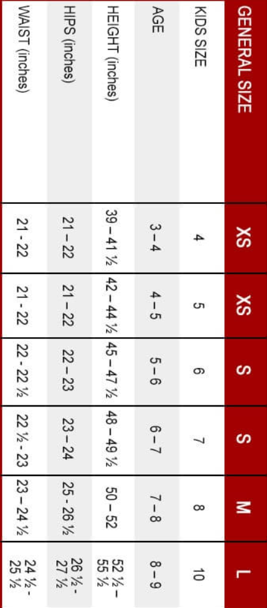 GENERAL SIZE XS XS S S M L
KIDS SIZE 4 5 6 7 8 10
AGE 3 – 4 4 – 5 5 – 6 6 – 7 7 – 8 8 – 9
HEIGHT (inches) 39 – 41 ½ 42 – 44 ½ 45 – 47 ½ 48 – 49 ½ 50 – 52 52 ½ – 55 ½
HIPS (inches) 21 – 22 21 – 22 22 – 23 23 – 24 25 - 26 ½ 26 ½ - 27 ½
WAIST (inches) 21 - 22 21 - 22 22 - 22 ½ 22 ½ - 23 23 – 24 ½ 24 ½ - 25 ½